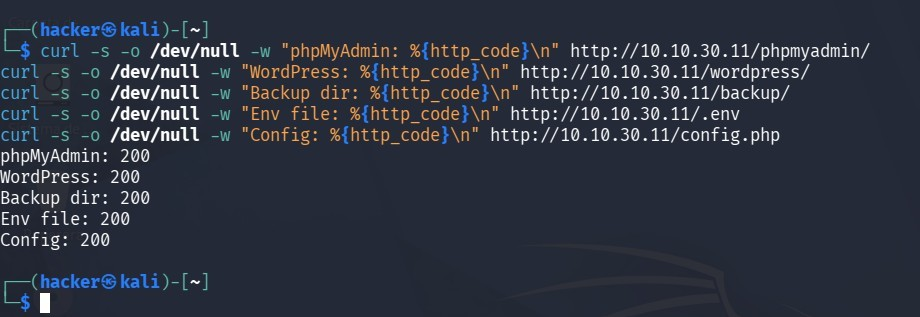 ┌──(hacker㉿kali)-[~]
└─$ curl -s -o /dev/null -w "phpMyAdmin: %{http_code}\n" http://10.10.30.11/phpmyadmin/
curl -s -o /dev/null -w "WordPress: %{http_code}\n" http://10.10.30.11/wordpress/
curl -s -o /dev/null -w "Backup dir: %{http_code}\n" http://10.10.30.11/backup/
curl -s -o /dev/null -w "Env file: %{http_code}\n" http://10.10.30.11/.env
curl -s -o /dev/null -w "Config: %{http_code}\n" http://10.10.30.11/config.php
phpMyAdmin: 200
WordPress: 200
Backup dir: 200
Env file: 200
Config: 200
┌──(hacker㉿kali)-[~]
└─$